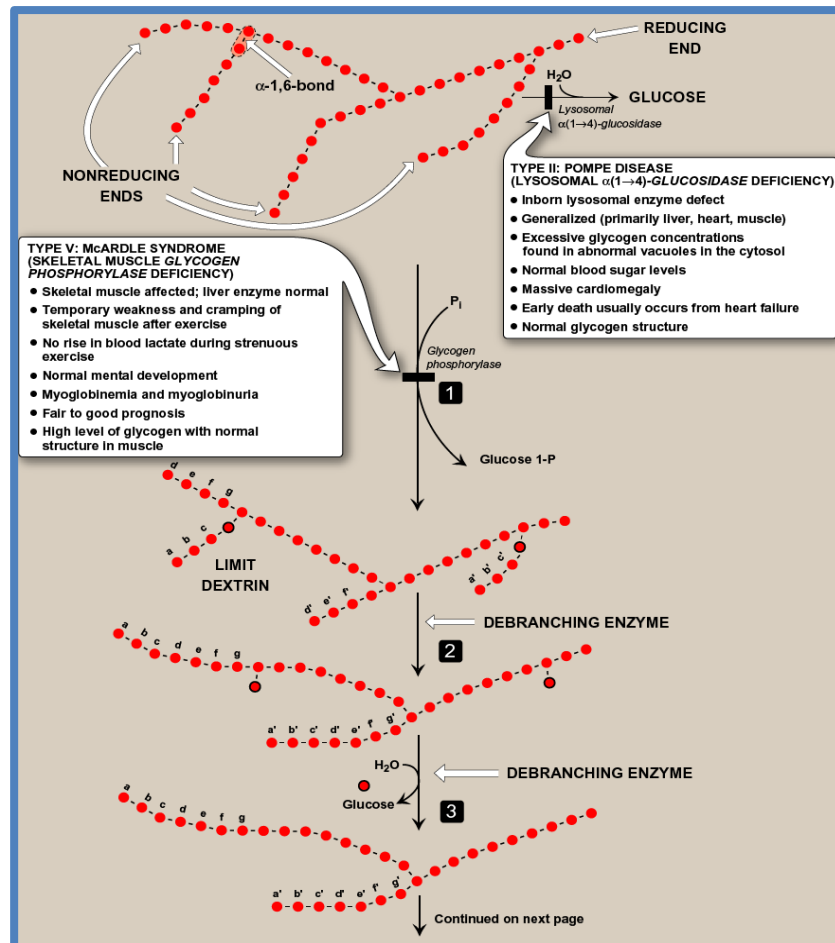 REDUCING
END
α-1,6-bond
H₂O
GLUCOSE
Lysosomal
α(1→4)-glucosidase
NONREDUCING
ENDS
TYPE II: POMPE DISEASE
(LYSOSOMAL α(1→4)-GLUCOSIDASE DEFICIENCY)
● Inborn lysosomal enzyme defect
● Generalized (primarily liver, heart, muscle)
● Excessive glycogen concentrations
found in abnormal vacuoles in the cytosol
● Normal blood sugar levels
● Massive cardiomegaly
● Early death usually occurs from heart failure
● Normal glycogen structure
TYPE V: McARDLE SYNDROME
(SKELETAL MUSCLE GLYCOGEN
PHOSPHORYLASE DEFICIENCY)
● Skeletal muscle affected; liver enzyme normal
● Temporary weakness and cramping of
skeletal muscle after exercise
● No rise in blood lactate during strenuous
exercise
● Normal mental development
● Myoglobinemia and myoglobinuria
● Fair to good prognosis
● High level of glycogen with normal
structure in muscle
Pᵢ
Glycogen
phosphorylase
1
Glucose 1-P
d e f g
a b c
LIMIT
DEXTRIN
d' e' f'
a' b' c'
DEBRANCHING ENZYME
2
a b c d e f g
a' b' c' d' e' f' g'
H₂O
DEBRANCHING ENZYME
Glucose
3
a b c d e f g
a' b' c' d' e' f' g'
Continued on next page